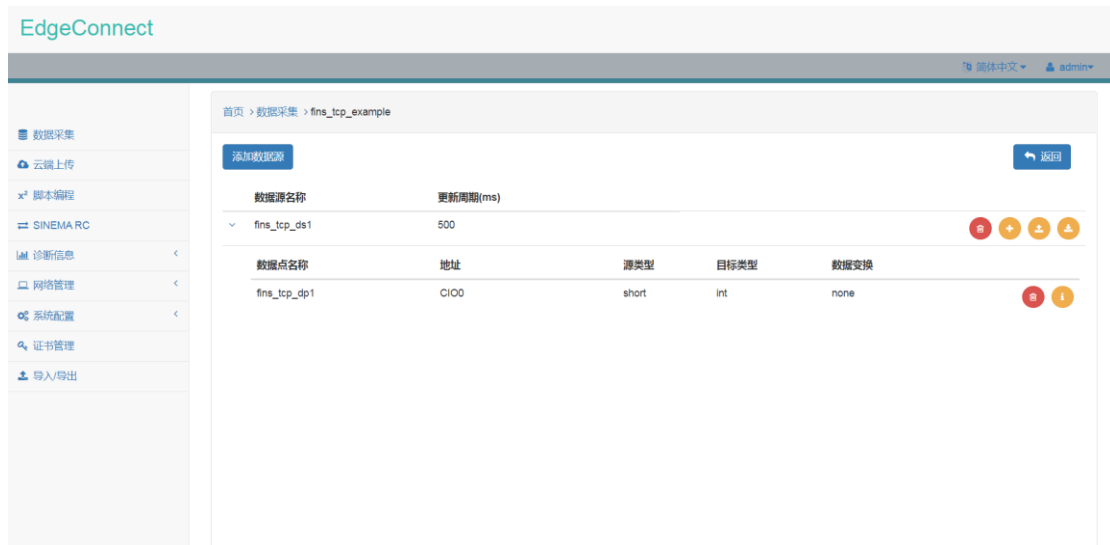 EdgeConnect
简体中文 admin
首页 > 数据采集 > fins_tcp_example
数据采集
云端上传
x² 脚本编程
SINEMA RC
诊断信息
网络管理
系统配置
证书管理
导入/导出
添加数据源 返回
数据源名称 更新周期(ms)
fins_tcp_ds1 500
数据点名称 地址 源类型 目标类型 数据变换
fins_tcp_dp1 CIO0 short int none